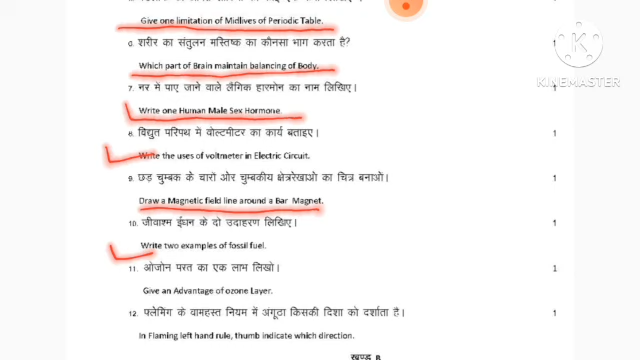 Give one limitation of Midlives of Periodic Table.
6. शरीर का संतुलन मस्तिष्क का कौनसा भाग करता है? 1
Which part of Brain maintain balancing of Body.
7. नर मे पाए जाने वाले लैगिक हारमोन का नाम लिखिए। 1
Write one Human Male Sex Hormone.
8. विद्युत परिपथ मे वोल्टमीटर का कार्य बताइए। 1
Write the uses of voltmeter in Electric Circuit.
9. छड़ चुम्बक के चारो ओर चुम्बकीय क्षेत्ररेखाओ का चित्र बनाओ। 1
Draw a Magnetic field line around a Bar Magnet.
10. जीवाश्म ईधन के दो उदाहरण लिखिए। 1
Write two examples of fossil fuel.
11. ओजोन परत का एक लाभ लिखो। 1
Give an Advantage of ozone Layer.
12. फ्लेमिंग के वामहस्त नियम में अंगूठा किसकी दिशा को दर्शाता है। 1
In Flaming left hand rule, thumb indicate which direction.
खण्ड B
KINEMASTER